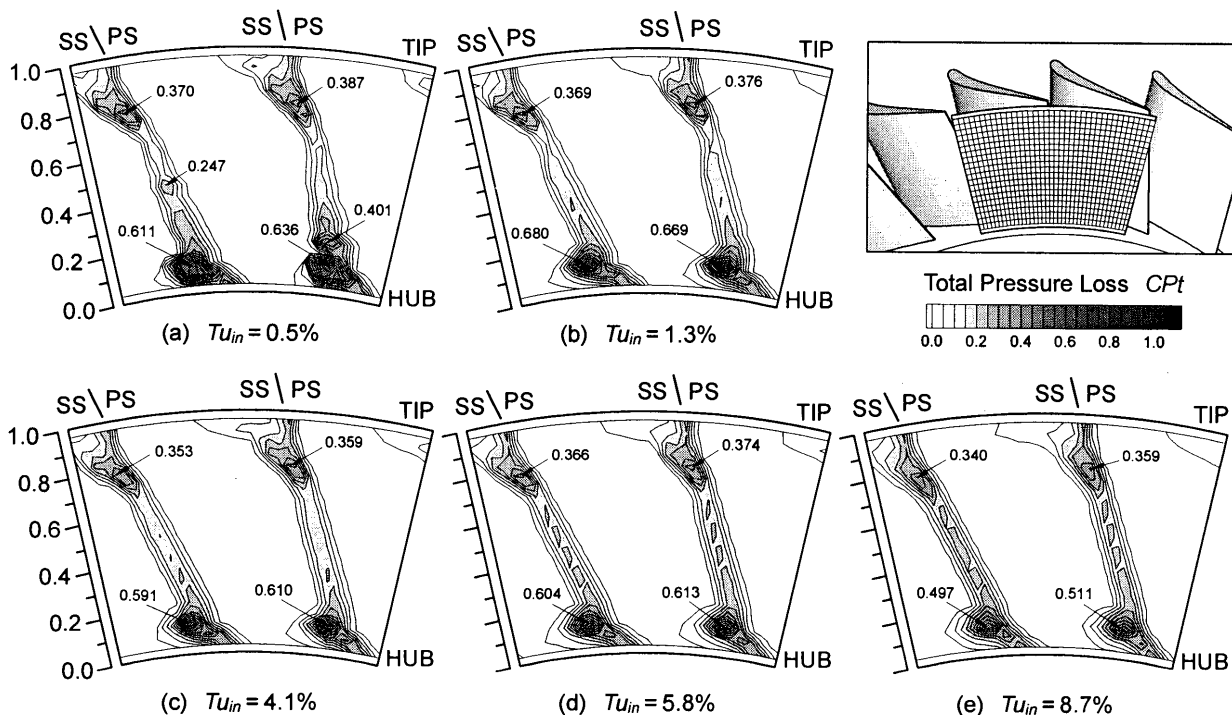 SS\PS
SS\PS
TIP
1.0
0.8
0.6
0.4
0.2
0.0
0.370
0.387
0.247
0.401
0.611
0.636
HUB
(a) Tu_in = 0.5%
SS\PS
SS\PS
TIP
0.369
0.376
0.680
0.669
HUB
(b) Tu_in = 1.3%
Total Pressure Loss CPt
0.0 0.2 0.4 0.6 0.8 1.0
SS\PS
SS\PS
TIP
1.0
0.8
0.6
0.4
0.2
0.0
0.353
0.359
0.591
0.610
HUB
(c) Tu_in = 4.1%
SS\PS
SS\PS
TIP
0.366
0.374
0.604
0.613
HUB
(d) Tu_in = 5.8%
SS\PS
SS\PS
TIP
0.340
0.359
0.497
0.511
HUB
(e) Tu_in = 8.7%